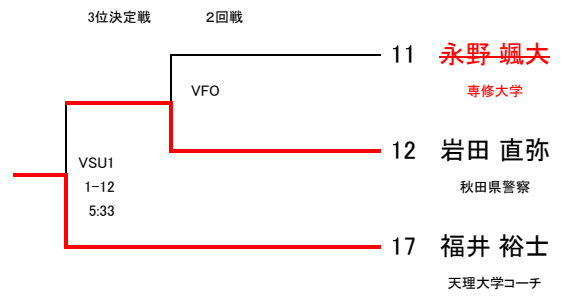 3位決定戦 2回戦
11 永野 颯大
VFO
専修大学
12 岩田 直弥
VSU1
1-12
秋田県警察
5:33
17 福井 裕士
天理大学コーチ